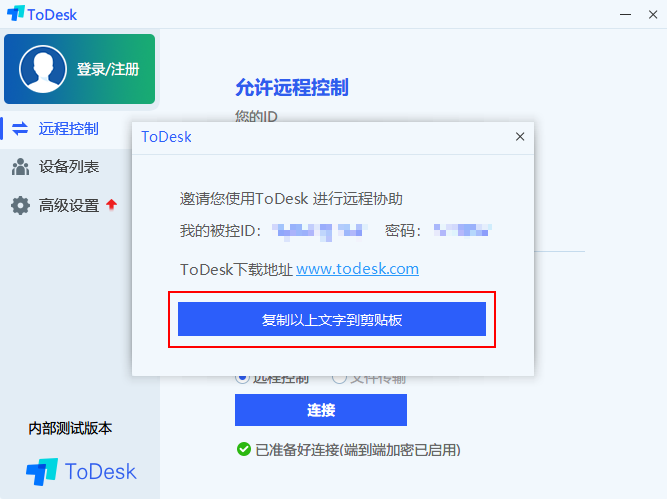 ToDesk
登录/注册
允许远程控制
您的ID
远程控制
ToDesk
设备列表
高级设置
邀请您使用ToDesk 进行远程协助
我的被控ID： 密码：
ToDesk下载地址 www.todesk.com
复制以上文字到剪贴板
远程控制 文件传输
连接
内部测试版本
已准备好连接(端到端加密已启用)
ToDesk